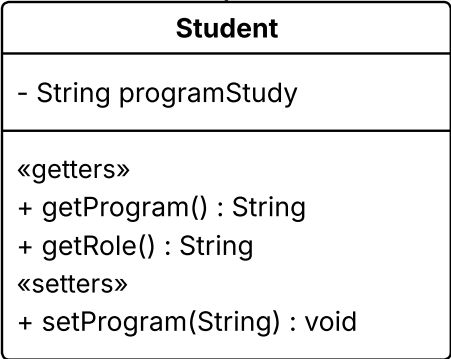 Student
- String programStudy
«getters»
+ getProgram() : String
+ getRole() : String
«setters»
+ setProgram(String) : void